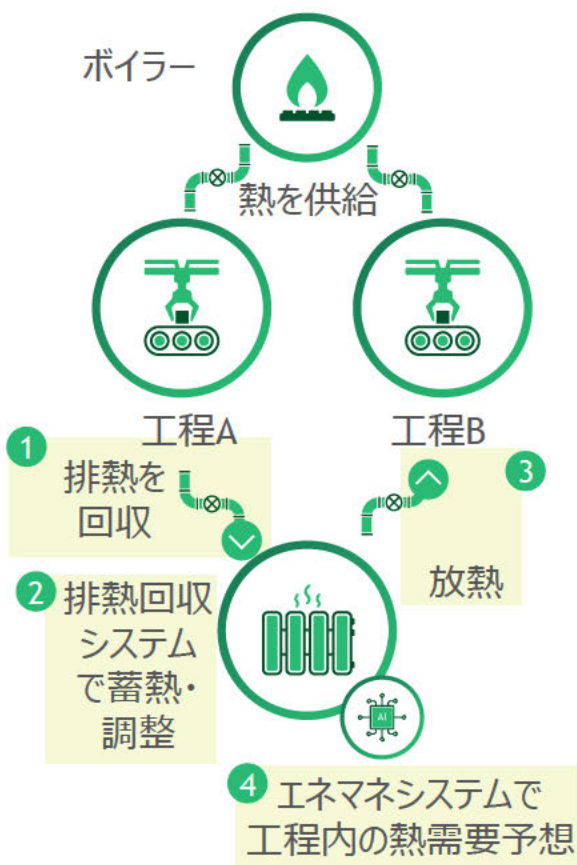 ボイラー
熱を供給
工程A
工程B
1
排熱を
回収
3
放熱
2
排熱回収
システム
で蓄熱・
調整
AI
4
エネマネシステムで
工程内の熱需要予想